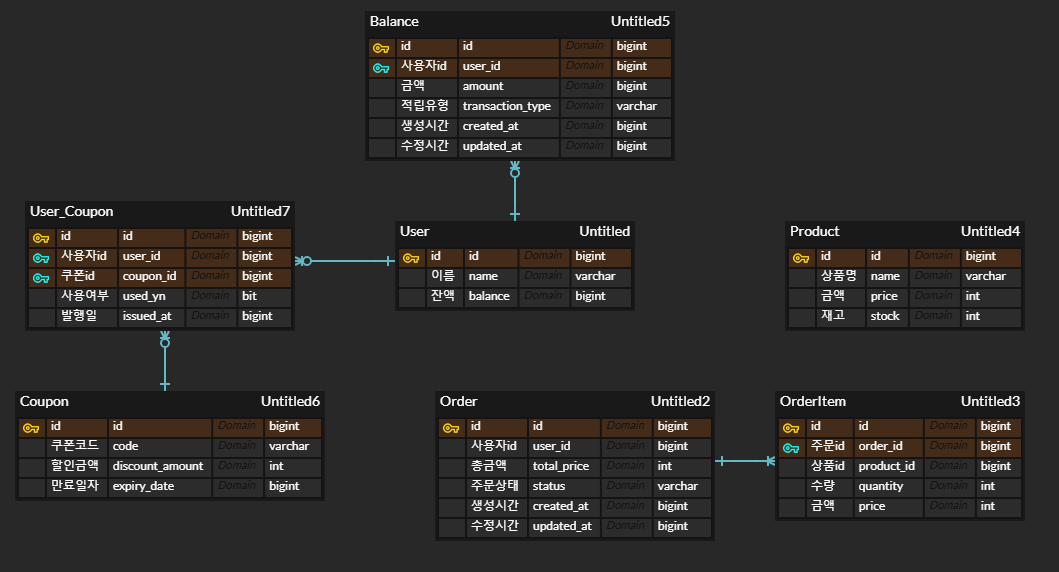 Balance Untitled5
id id Domain bigint
사용자id user_id Domain bigint
금액 amount Domain bigint
적립유형 transaction_type Domain varchar
생성시간 created_at Domain bigint
수정시간 updated_at Domain bigint
User_Coupon Untitled7
id id Domain bigint
사용자id user_id Domain bigint
쿠폰id coupon_id Domain bigint
사용여부 used_yn Domain bit
발행일 issued_at Domain bigint
User Untitled
id id Domain bigint
이름 name Domain varchar
잔액 balance Domain bigint
Product Untitled4
id id Domain bigint
상품명 name Domain varchar
금액 price Domain int
재고 stock Domain int
Coupon Untitled6
id id Domain bigint
쿠폰코드 code Domain varchar
할인금액 discount_amount Domain int
만료일자 expiry_date Domain bigint
Order Untitled2
id id Domain bigint
사용자id user_id Domain bigint
총금액 total_price Domain int
주문상태 status Domain varchar
생성시간 created_at Domain bigint
수정시간 updated_at Domain bigint
OrderItem Untitled3
id id Domain bigint
주문id order_id Domain bigint
상품id product_id Domain bigint
수량 quantity Domain int
금액 price Domain int